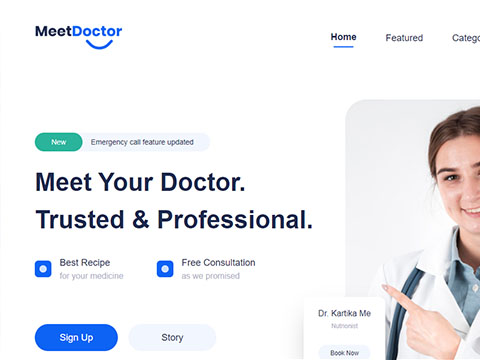 MeetDoctor
Home Featured Catego
New Emergency call feature updated
Meet Your Doctor.
Trusted & Professional.
Best Recipe
for your medicine
Free Consultation
as we promised
Sign Up Story
Dr. Kartika Me
Nutrionist
Book Now